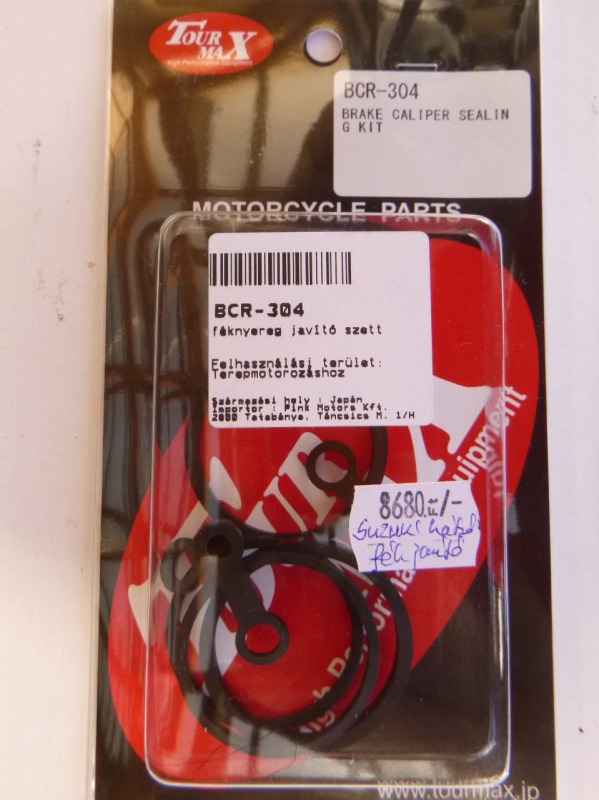 TOUR
MAX
High Performance Equipment
BCR-304
BRAKE CALIPER SEALIN
G KIT
MOTORCYCLE PARTS
BCR-304
féknyereg javító szett
Felhasználási terület:
Terepmotorozáshoz
Származási hely : Japán
Importőr : Pink Motors Kft.
2800 Tatabánya, Táncsics M. 1/H
8680.Ft/-
Suzuki hátsó
fék javító
www.tourmax.jp